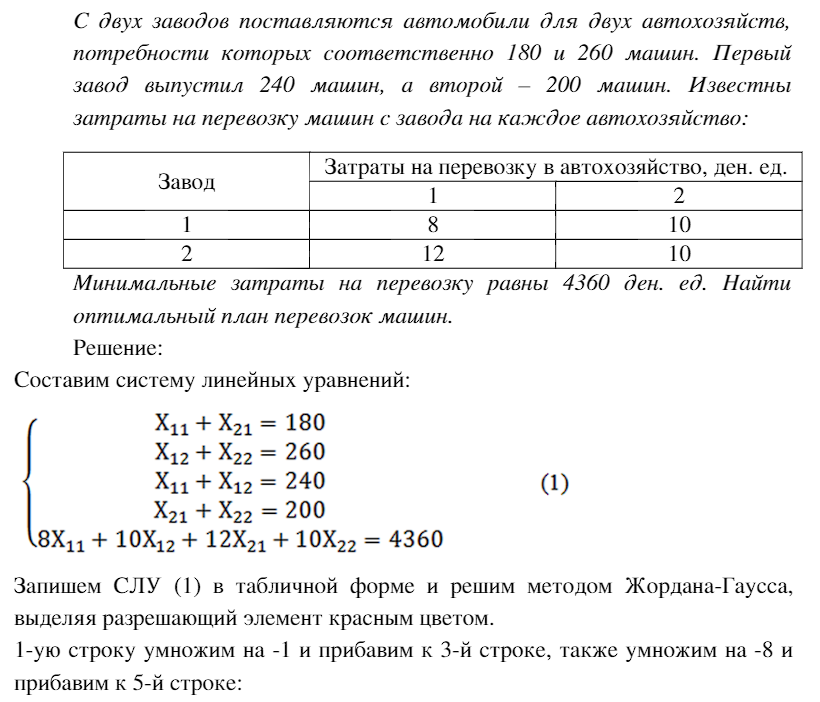 С двух заводов поставляются автомобили для двух автохозяйств,
потребности которых соответственно 180 и 260 машин. Первый
завод выпустил 240 машин, а второй – 200 машин. Известны
затраты на перевозку машин с завода на каждое автохозяйство:
Завод
Затраты на перевозку в автохозяйство, ден. ед.
1 2
1 8 10
2 12 10
Минимальные затраты на перевозку равны 4360 ден. ед. Найти
оптимальный план перевозок машин.
Решение:
Составим систему линейных уравнений:
X₁₁ + X₂₁ = 180
X₁₂ + X₂₂ = 260
X₁₁ + X₁₂ = 240 (1)
X₂₁ + X₂₂ = 200
8X₁₁ + 10X₁₂ + 12X₂₁ + 10X₂₂ = 4360
Запишем СЛУ (1) в табличной форме и решим методом Жордана-Гаусса,
выделяя разрешающий элемент красным цветом.
1-ую строку умножим на -1 и прибавим к 3-й строке, также умножим на -8 и
прибавим к 5-й строке: